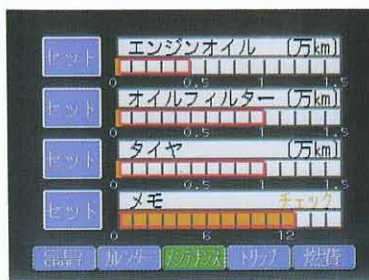 セット エンジンオイル (万km)
0 0.5 1 1.5
セット オイルフィルター (万km)
0 0.5 1 1.5
セット タイヤ (万km)
0 0.5 1 1.5
セット メモ チェック
0 6 12
電話 カレンダー メンテナンス トリップ 燃費